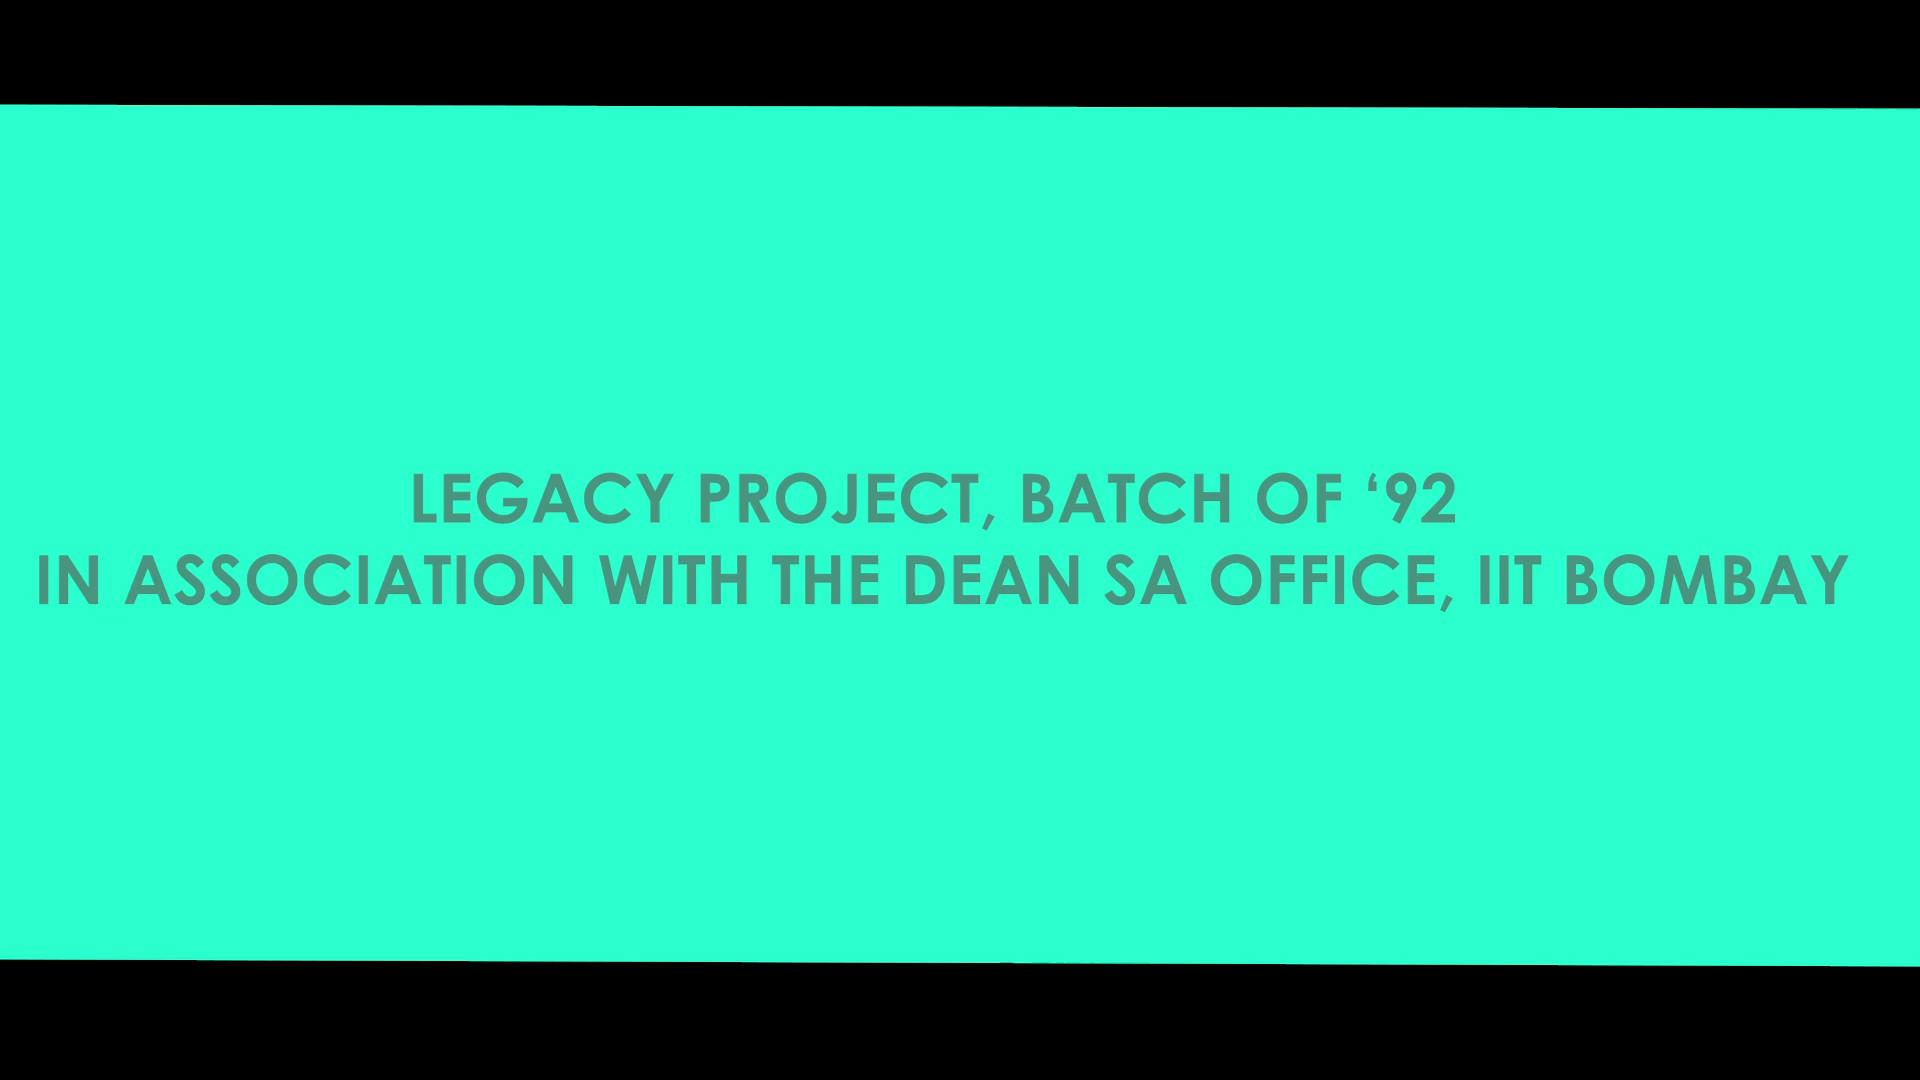 LEGACY PROJECT, BATCH OF ‘92
IN ASSOCIATION WITH THE DEAN SA OFFICE, IIT BOMBAY